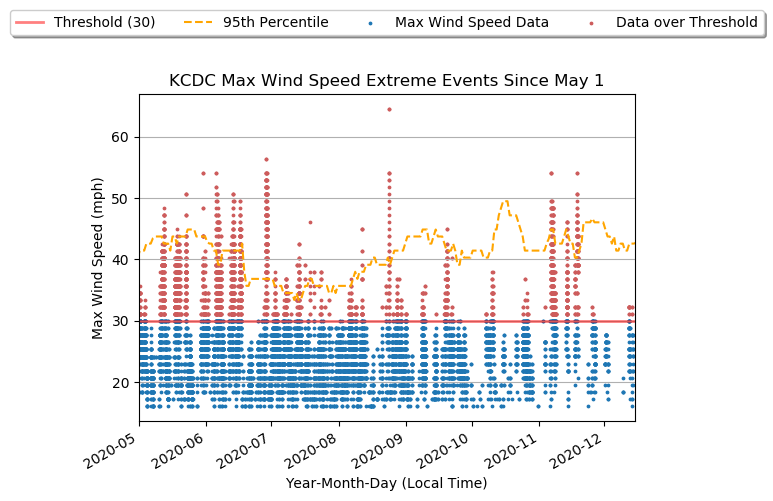 Threshold (30) 95th Percentile Max Wind Speed Data Data over Threshold
KCDC Max Wind Speed Extreme Events Since May 1
60
50
40
30
20
Max Wind Speed (mph)
2020-05 2020-06 2020-07 2020-08 2020-09 2020-10 2020-11 2020-12
Year-Month-Day (Local Time)